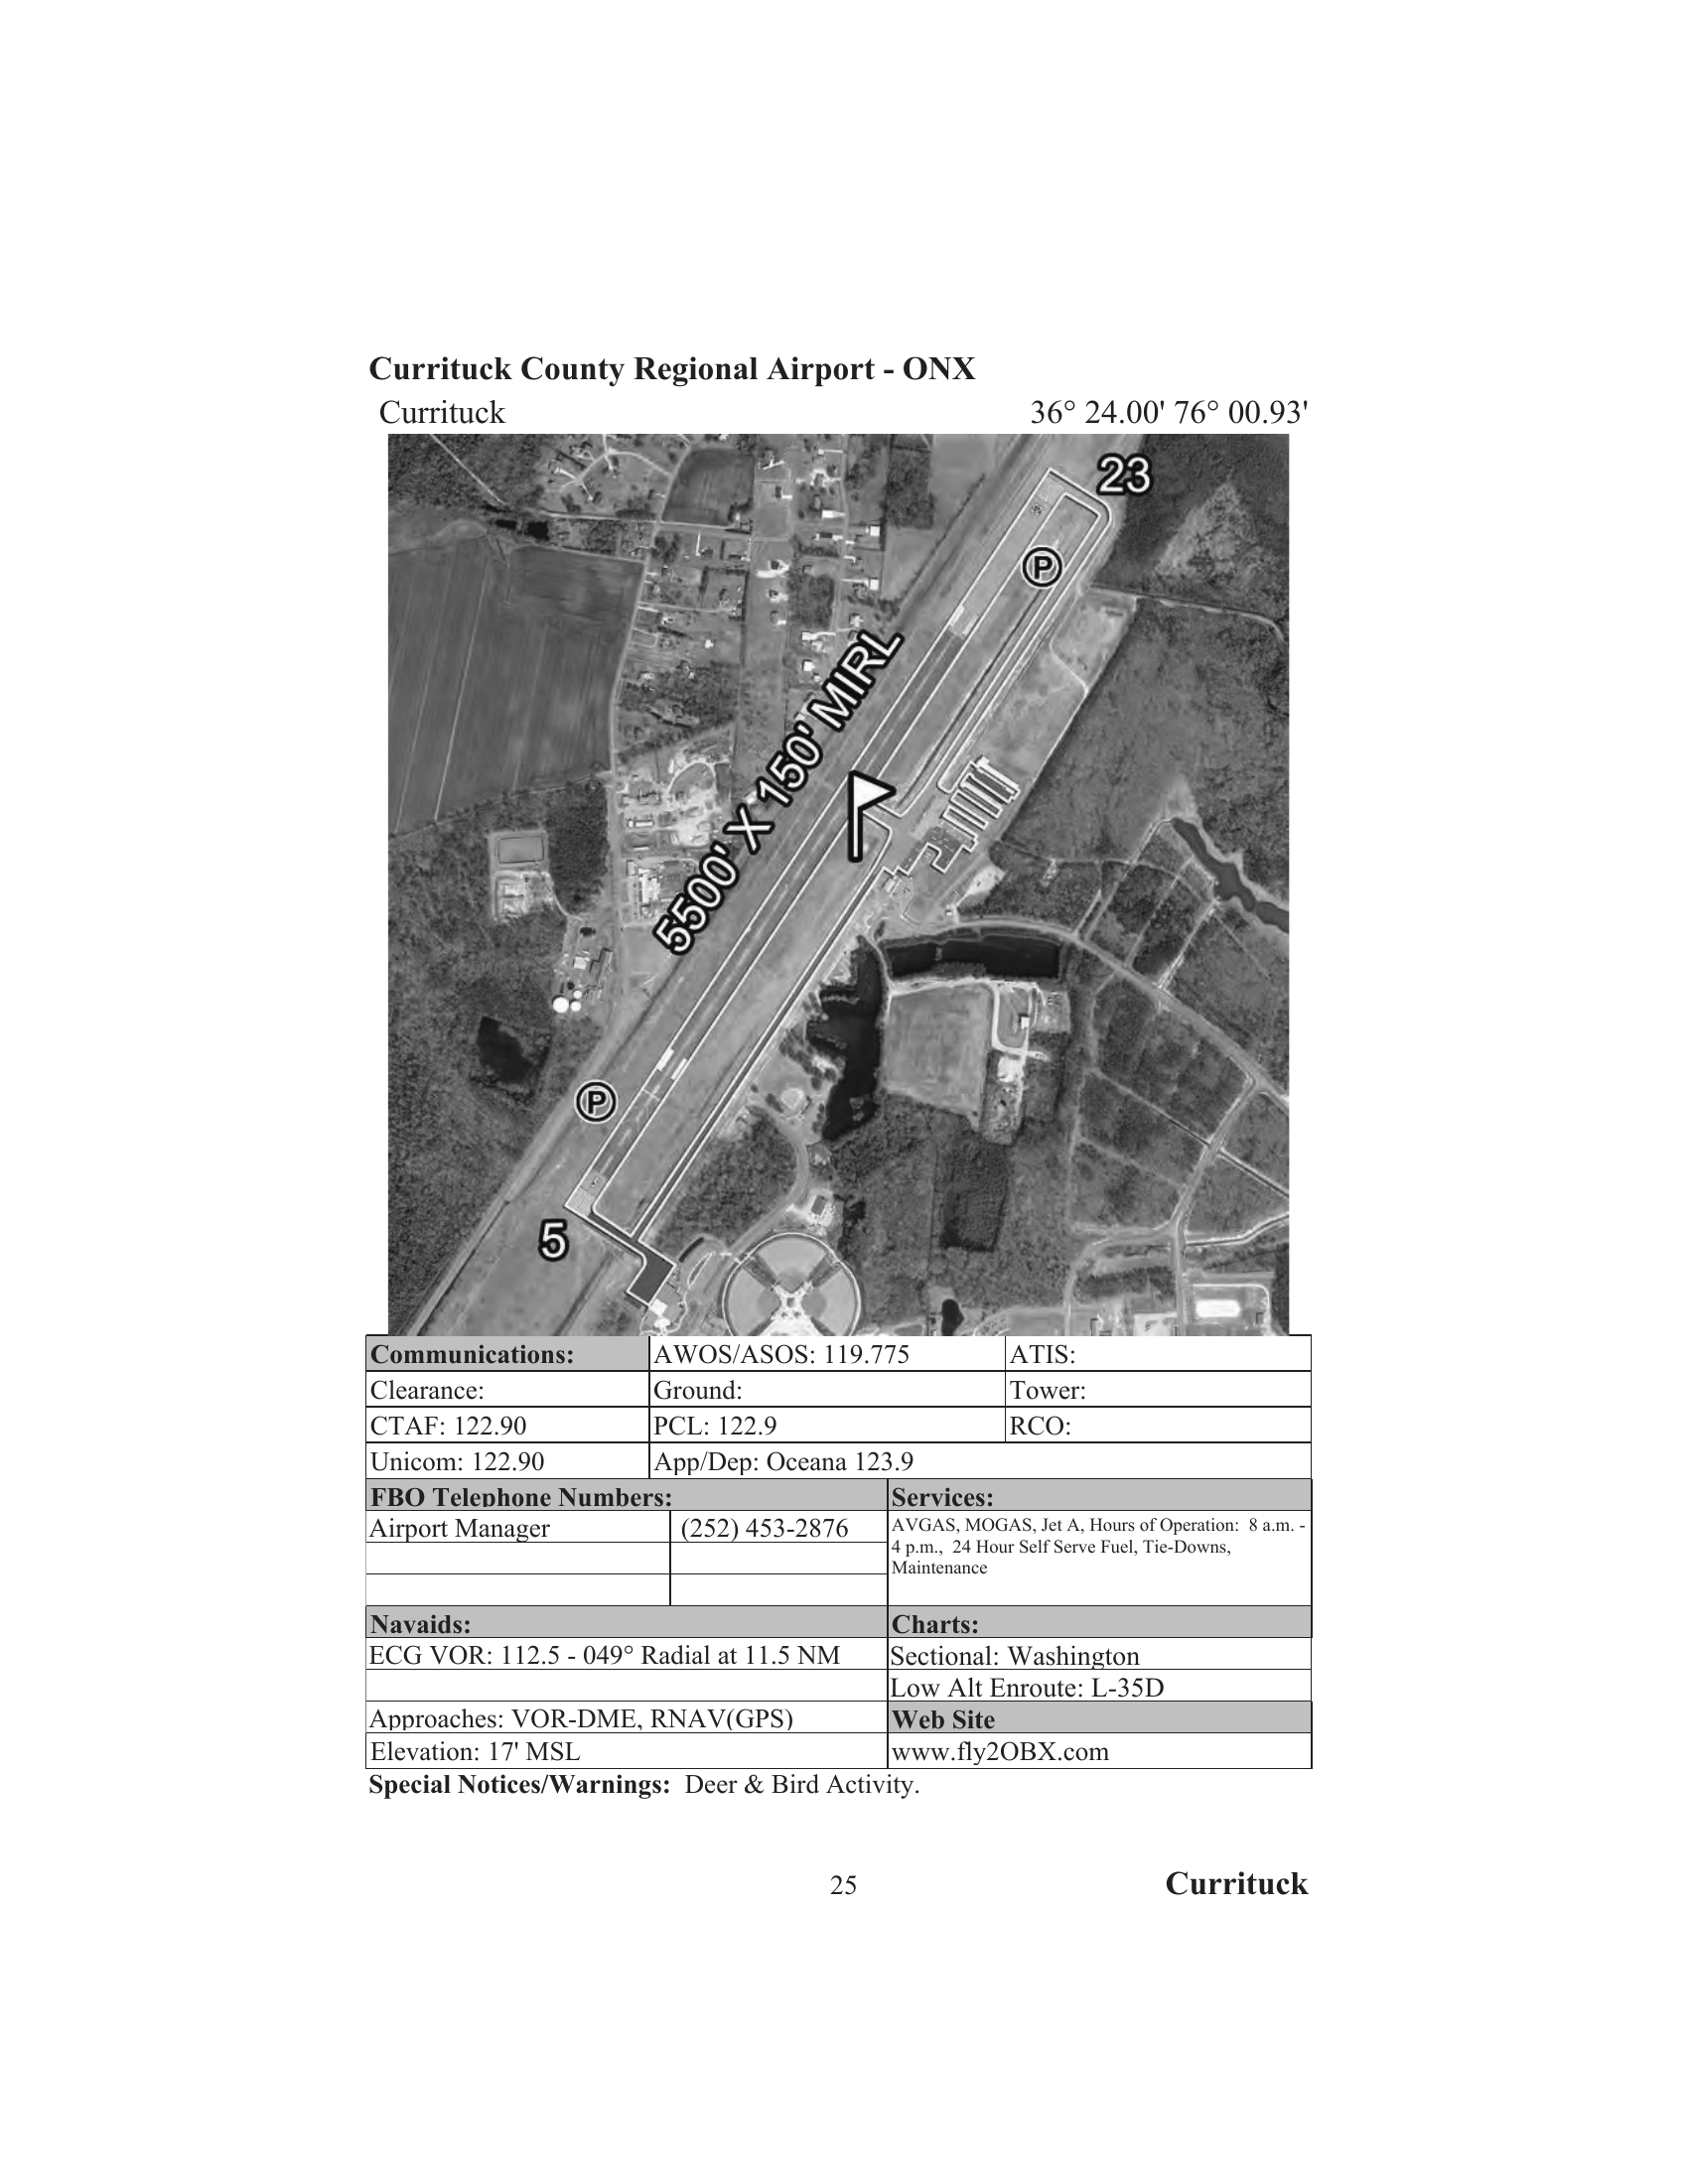 Currituck County Regional Airport - ONX
Currituck 36° 24.00' 76° 00.93'
23
P
5500' X 150' MIRL
P
5
Communications: AWOS/ASOS: 119.775 ATIS:
Clearance: Ground: Tower:
CTAF: 122.90 PCL: 122.9 RCO:
Unicom: 122.90 App/Dep: Oceana 123.9
FBO Telephone Numbers: Services:
Airport Manager (252) 453-2876 AVGAS, MOGAS, Jet A, Hours of Operation: 8 a.m. -
4 p.m., 24 Hour Self Serve Fuel, Tie-Downs,
Maintenance
Navaids: Charts:
ECG VOR: 112.5 - 049° Radial at 11.5 NM Sectional: Washington
Low Alt Enroute: L-35D
Approaches: VOR-DME, RNAV(GPS) Web Site
Elevation: 17' MSL www.fly2OBX.com
Special Notices/Warnings: Deer & Bird Activity.
25 Currituck